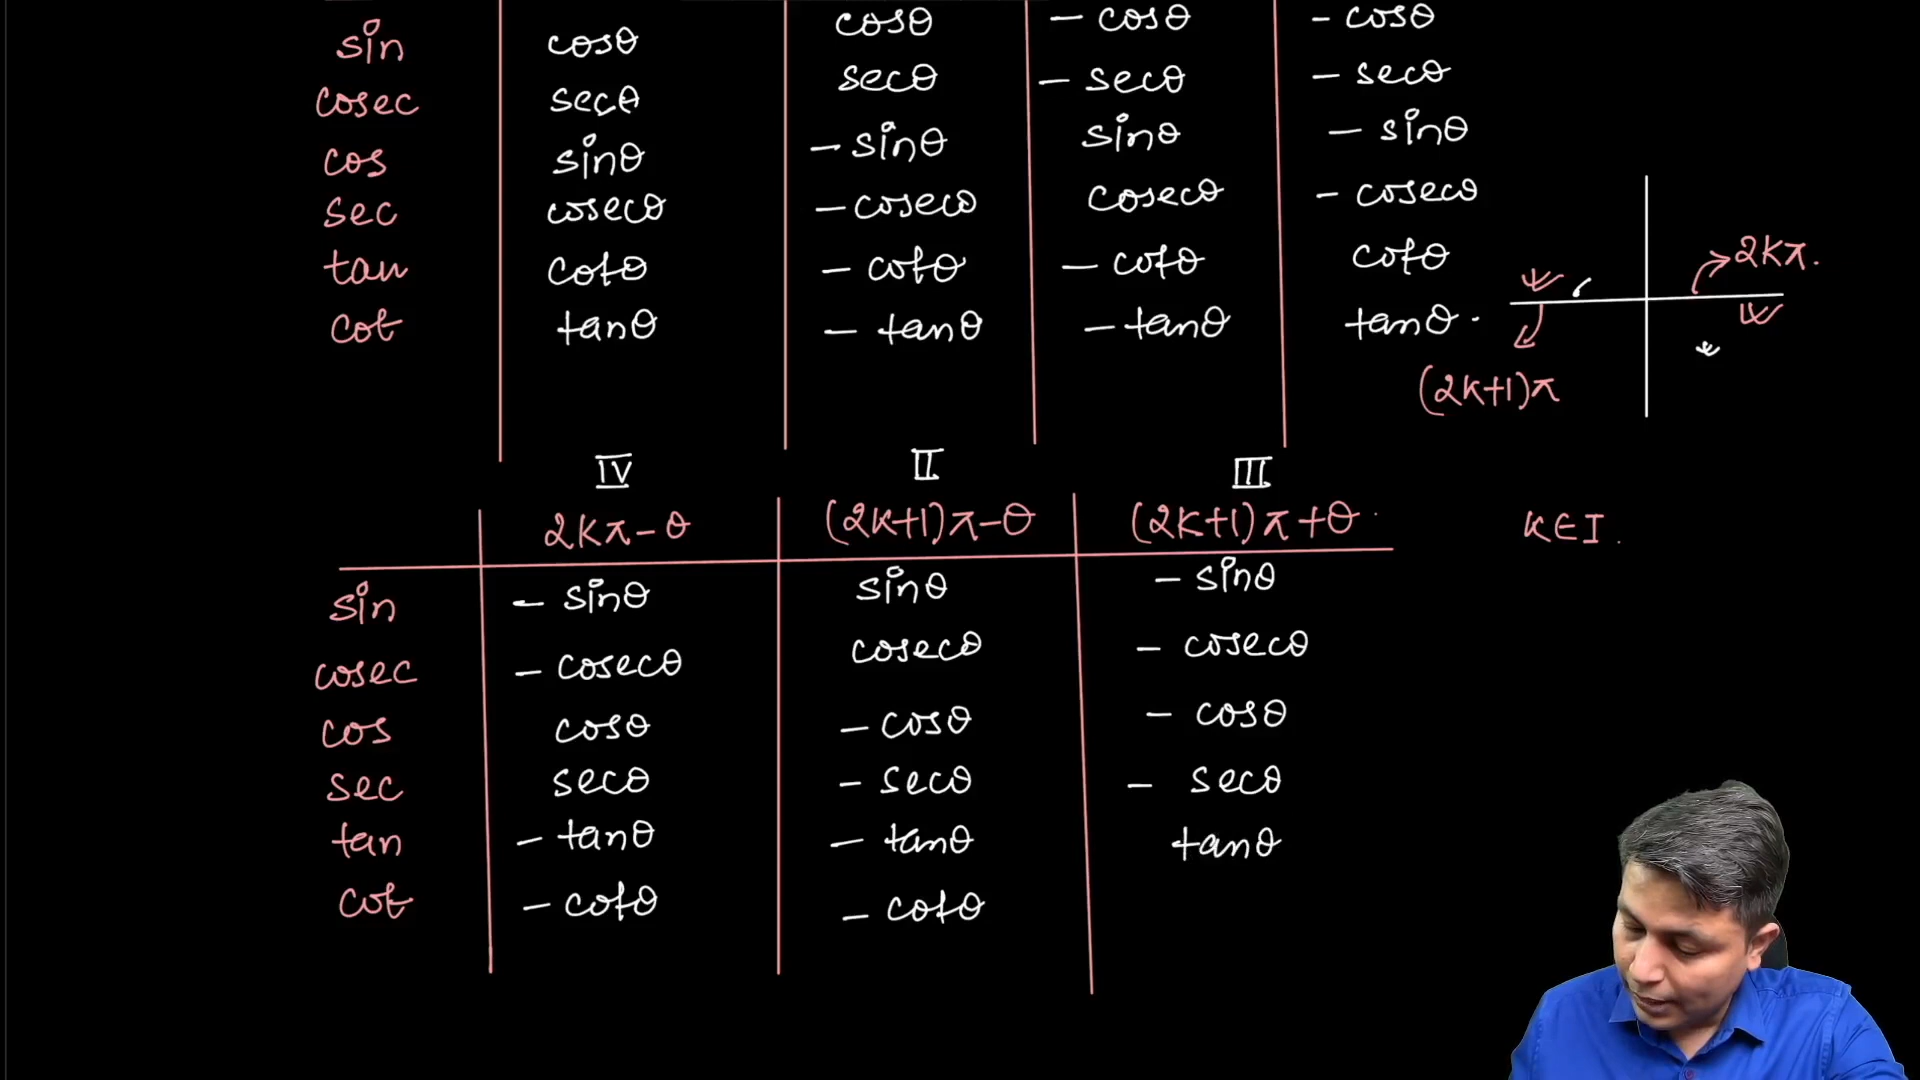 sin cosθ cosθ - cosθ - cosθ
cosec secθ secθ - secθ - secθ
cos sinθ - sinθ sinθ - sinθ
sec cosecθ - cosecθ cosecθ - cosecθ
tan cotθ - cotθ - cotθ cotθ
cot tanθ - tanθ - tanθ tanθ.
2kπ.
(2k+1)π
IV II III
2kπ-θ (2k+1)π-θ (2k+1)π+θ k∈I.
sin - sinθ sinθ - sinθ
cosec - cosecθ cosecθ - cosecθ
cos cosθ - cosθ - cosθ
sec secθ - secθ - secθ
tan - tanθ - tanθ tanθ
cot - cotθ - cotθ